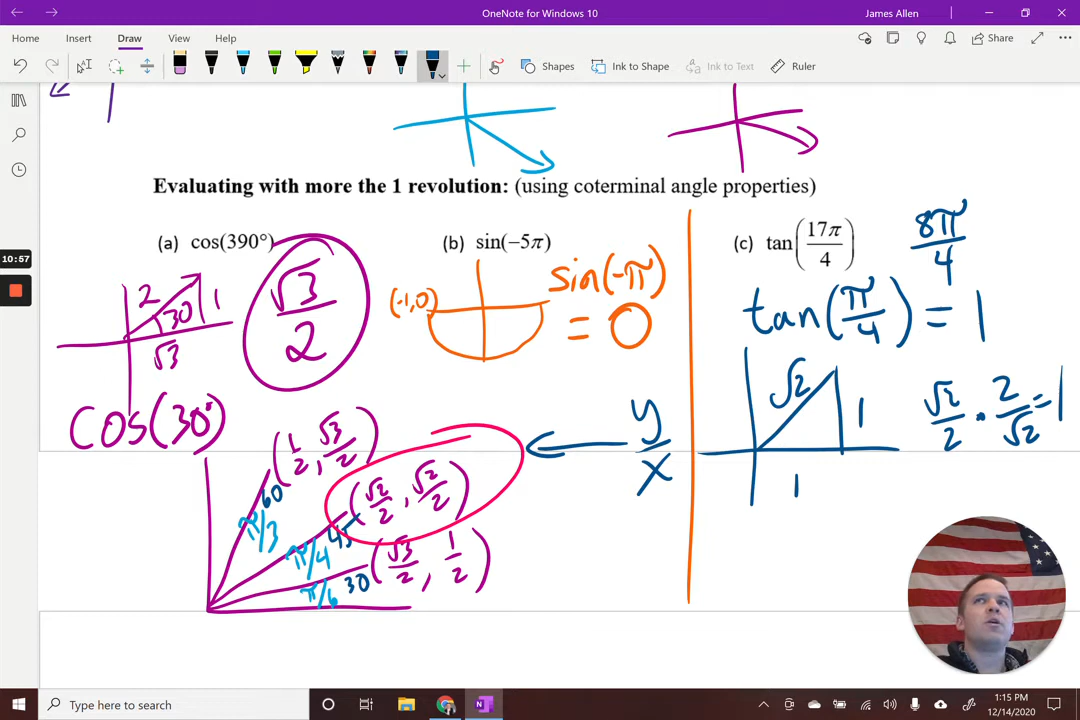 OneNote for Windows 10
James Allen
Home Insert Draw View Help
Share
Shapes
Ink to Shape
Ink to Text
Ruler
Evaluating with more the 1 revolution: (using coterminal angle properties)
(a) cos(390°)
2
30
1
√3
√3/2
cos(30°)
(1/2, √3/2)
60
π/3
(√2/2, √2/2)
45
π/4
(√3/2, 1/2)
30
π/6
(b) sin(−5π)
(-1,0)
sin(-π)
= 0
y/x
(c) tan(17π/4)
8π/4
tan(π/4) = 1
√2
1
1
√2/2 · 2/√2 = 1
10:57
Type here to search
1:15 PM
12/14/2020